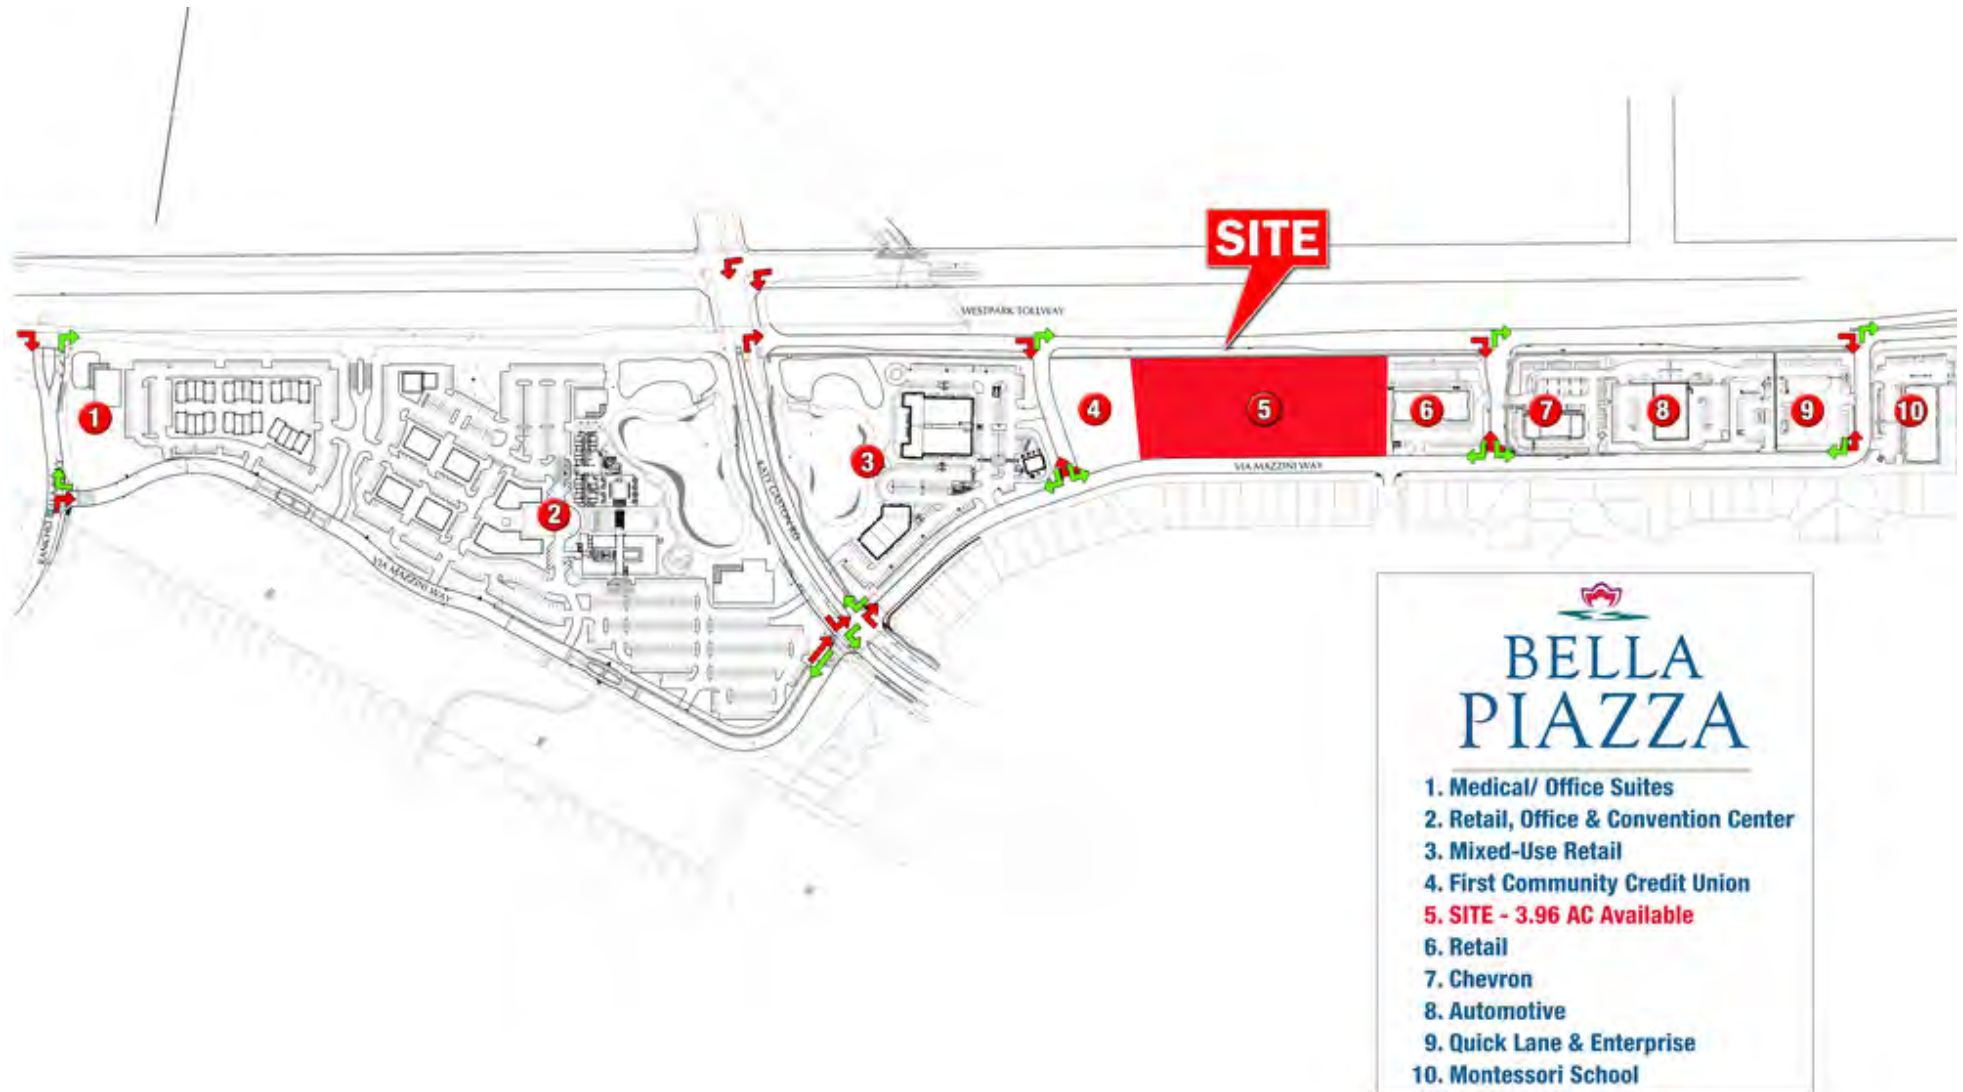 SITE
WESTPARK TOLLWAY
1
2
3
4
5
6
7
8
9
10
KATY GASTON RD
VIA MAZZINI WAY
VIA MAZZINI WAY
BELLA
PIAZZA
1. Medical/ Office Suites
2. Retail, Office & Convention Center
3. Mixed-Use Retail
4. First Community Credit Union
5. SITE - 3.96 AC Available
6. Retail
7. Chevron
8. Automotive
9. Quick Lane & Enterprise
10. Montessori School